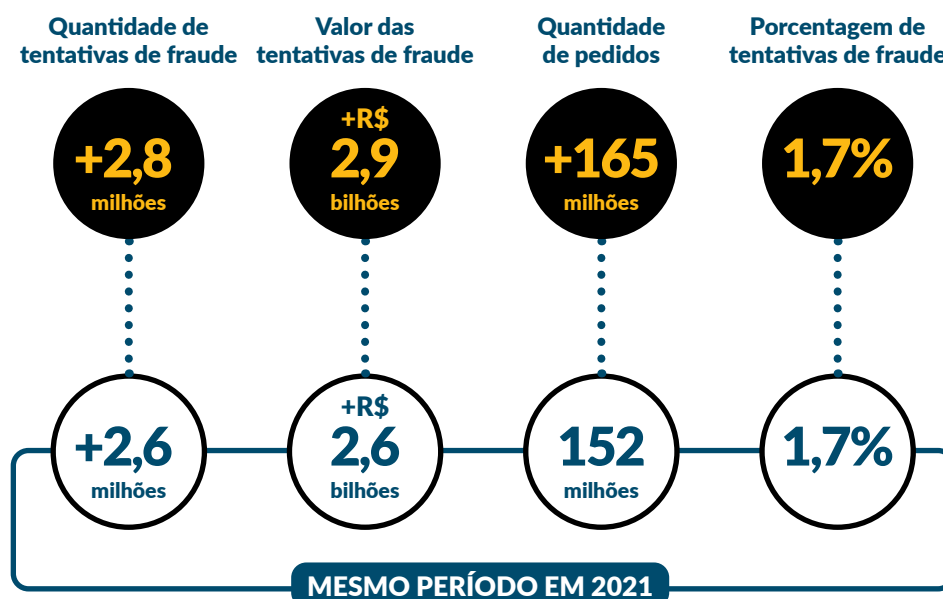 Quantidade de
tentativas de fraude
Valor das
tentativas de fraude
Quantidade
de pedidos
Porcentagem de
tentativas de fraude
+2,8
milhões
+R$
2,9
bilhões
+165
milhões
1,7%
+2,6
milhões
+R$
2,6
bilhões
152
milhões
1,7%
MESMO PERÍODO EM 2021